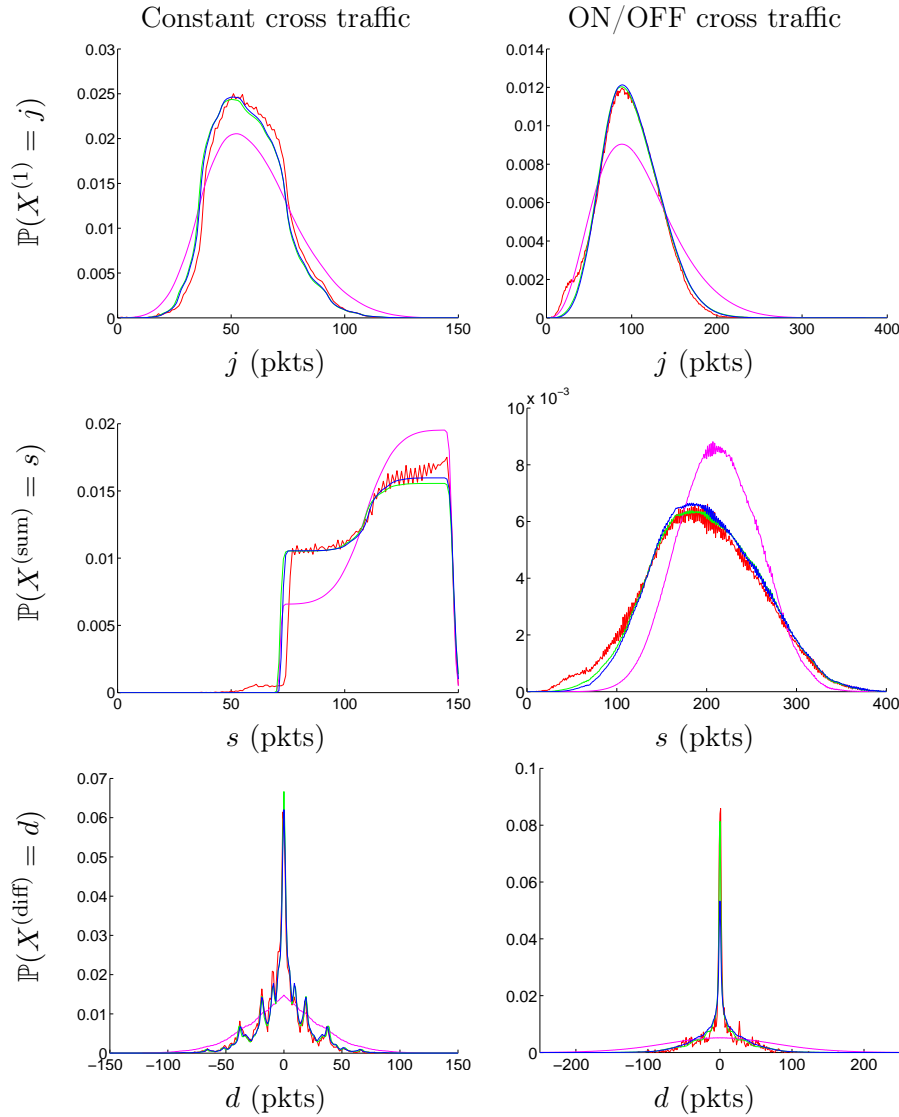 Constant cross traffic
ON/OFF cross traffic
ℙ(X^(1) = j)
0.03
0.025
0.02
0.015
0.01
0.005
0
0 50 100 150
j (pkts)
0.014
0.012
0.01
0.008
0.006
0.004
0.002
0
0 100 200 300 400
j (pkts)
ℙ(X^(sum) = s)
0.02
0.015
0.01
0.005
0
0 50 100 150
s (pkts)
10 x 10^−3
8
6
4
2
0
0 100 200 300 400
s (pkts)
ℙ(X^(diff) = d)
0.07
0.06
0.05
0.04
0.03
0.02
0.01
0
−150 −100 −50 0 50 100 150
d (pkts)
0.1
0.08
0.06
0.04
0.02
0
−200 −100 0 100 200
d (pkts)